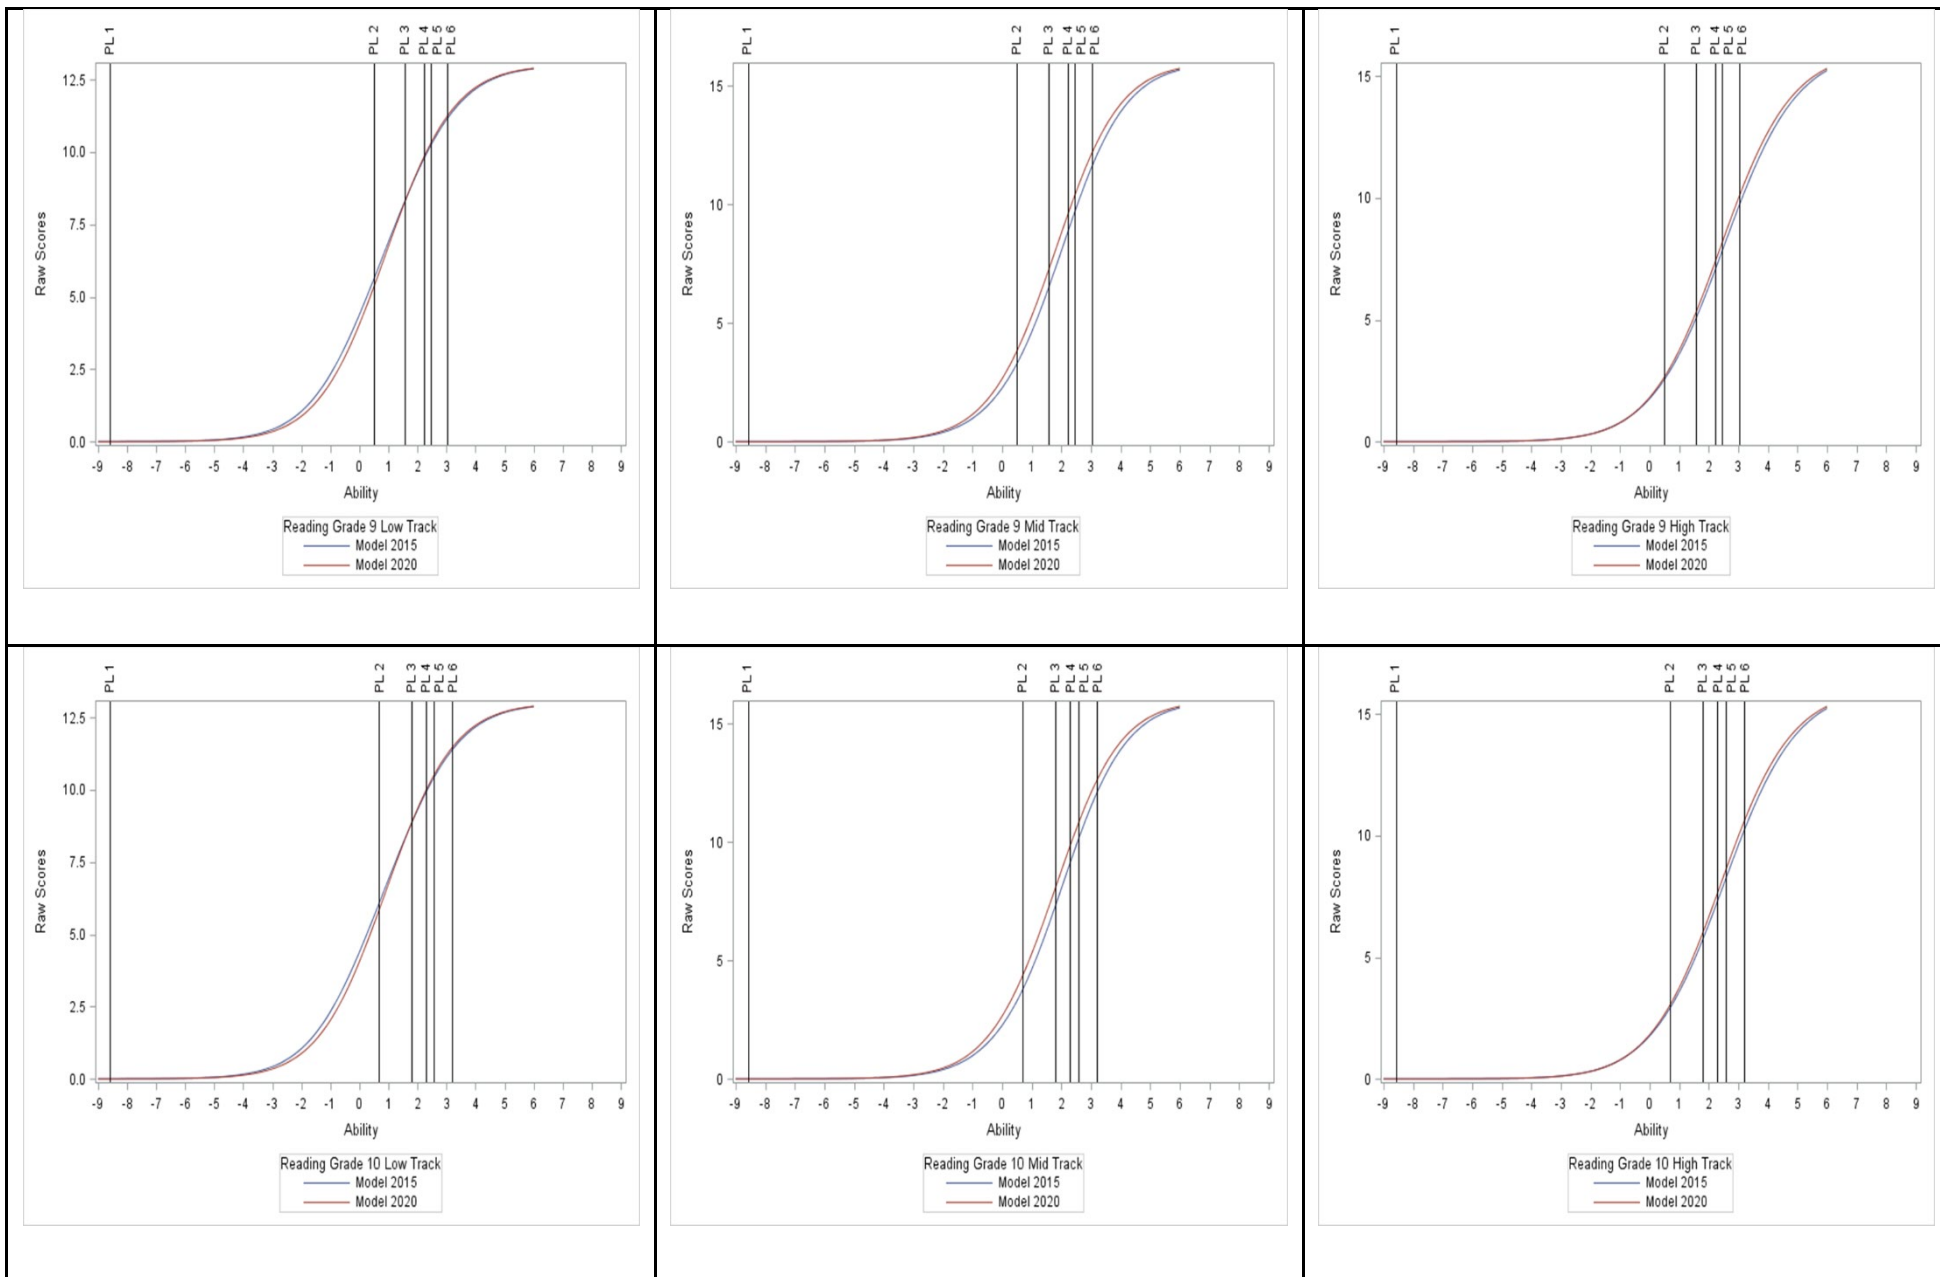 PL 1 PL 2 PL 3 PL 4 PL 5 PL 6
12.5
10.0
7.5
5.0
2.5
0.0
Raw Scores
-9 -8 -7 -6 -5 -4 -3 -2 -1 0 1 2 3 4 5 6 7 8 9
Ability
Reading Grade 9 Low Track
Model 2015
Model 2020
PL 1 PL 2 PL 3 PL 4 PL 5 PL 6
15
10
5
0
Raw Scores
-9 -8 -7 -6 -5 -4 -3 -2 -1 0 1 2 3 4 5 6 7 8 9
Ability
Reading Grade 9 Mid Track
Model 2015
Model 2020
PL 1 PL 2 PL 3 PL 4 PL 5 PL 6
15
10
5
0
Raw Scores
-9 -8 -7 -6 -5 -4 -3 -2 -1 0 1 2 3 4 5 6 7 8 9
Ability
Reading Grade 9 High Track
Model 2015
Model 2020
PL 1 PL 2 PL 3 PL 4 PL 5 PL 6
12.5
10.0
7.5
5.0
2.5
0.0
Raw Scores
-9 -8 -7 -6 -5 -4 -3 -2 -1 0 1 2 3 4 5 6 7 8 9
Ability
Reading Grade 10 Low Track
Model 2015
Model 2020
PL 1 PL 2 PL 3 PL 4 PL 5 PL 6
15
10
5
0
Raw Scores
-9 -8 -7 -6 -5 -4 -3 -2 -1 0 1 2 3 4 5 6 7 8 9
Ability
Reading Grade 10 Mid Track
Model 2015
Model 2020
PL 1 PL 2 PL 3 PL 4 PL 5 PL 6
15
10
5
0
Raw Scores
-9 -8 -7 -6 -5 -4 -3 -2 -1 0 1 2 3 4 5 6 7 8 9
Ability
Reading Grade 10 High Track
Model 2015
Model 2020